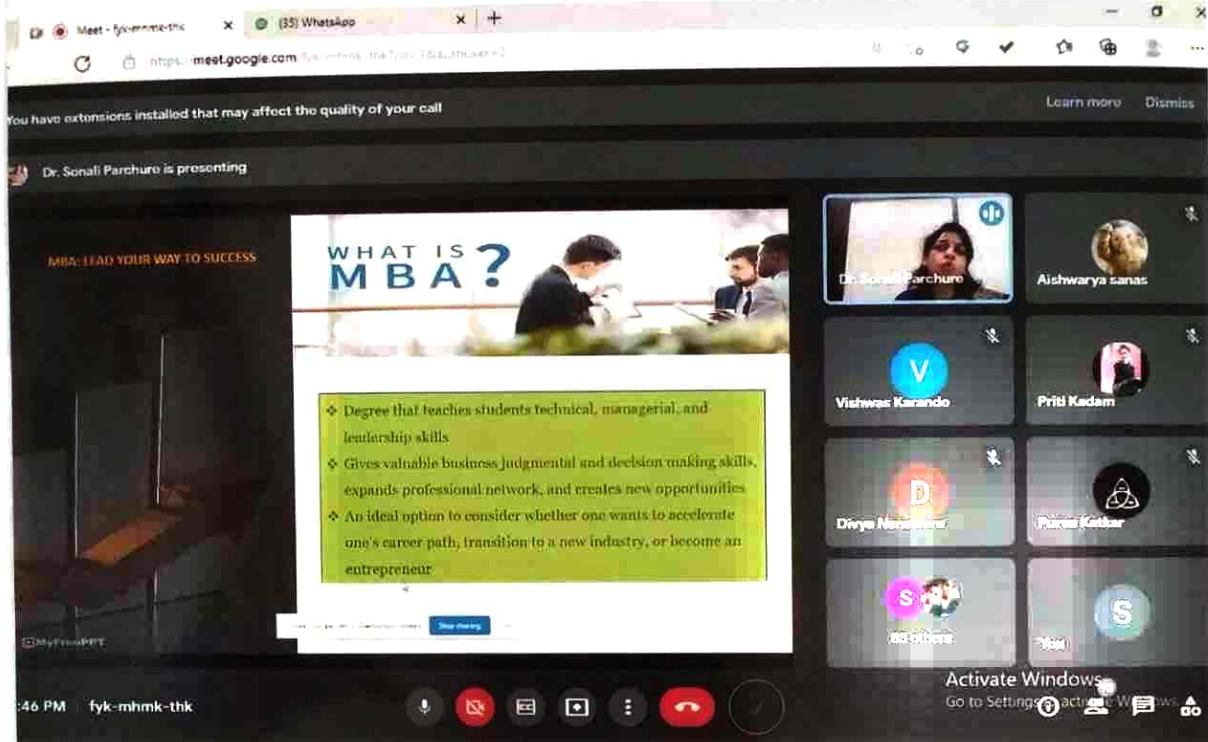 Meet - fyk-mhmk-thk
(35) WhatsApp
meet.google.com
You have extensions installed that may affect the quality of your call
Learn more
Dismiss
Dr. Sonali Parchure is presenting
MBA: LEAD YOUR WAY TO SUCCESS
WHAT IS
MBA?
❖ Degree that teaches students technical, managerial, and
leadership skills
❖ Gives valuable business judgmental and decision making skills,
expands professional network, and creates new opportunities
❖ An ideal option to consider whether one wants to accelerate
one's career path, transition to a new industry, or become an
entrepreneur
Stop sharing
MyFreePPT
Dr. Sonali Parchure
Aishwarya sanas
V
Vishwas Karande
Priti Kadam
D
Divya
Katkar
S
others
S
You
Activate Windows
Go to Settings to activate Windows.
:46 PM
fyk-mhmk-thk